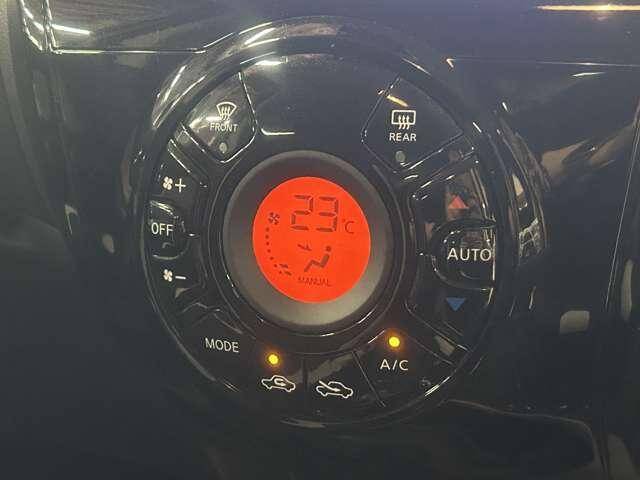 FRONT
REAR
+
OFF
−
23°C
MANUAL
AUTO
MODE
A/C